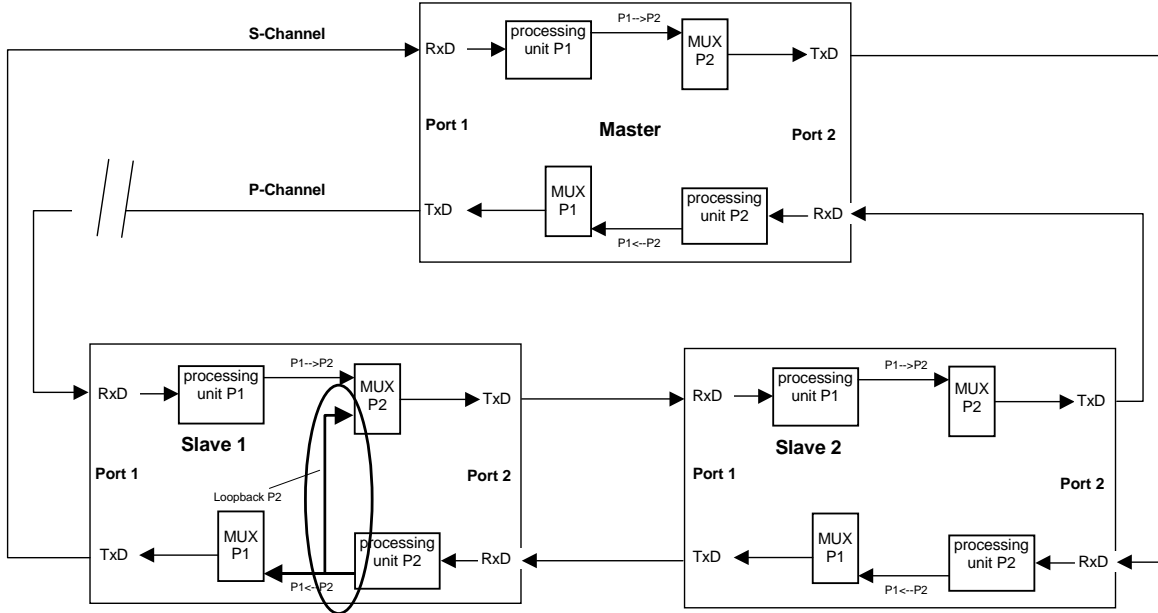 S-Channel
P-Channel
RxD
processing
unit P1
P1-->P2
MUX
P2
TxD
Port 1
Master
Port 2
TxD
MUX
P1
P1<--P2
processing
unit P2
RxD
RxD
processing
unit P1
P1-->P2
MUX
P2
TxD
Slave 1
Port 1
Port 2
Loopback P2
TxD
MUX
P1
P1<--P2
processing
unit P2
RxD
RxD
processing
unit P1
P1-->P2
MUX
P2
TxD
Slave 2
Port 1
Port 2
TxD
MUX
P1
P1<--P2
processing
unit P2
RxD